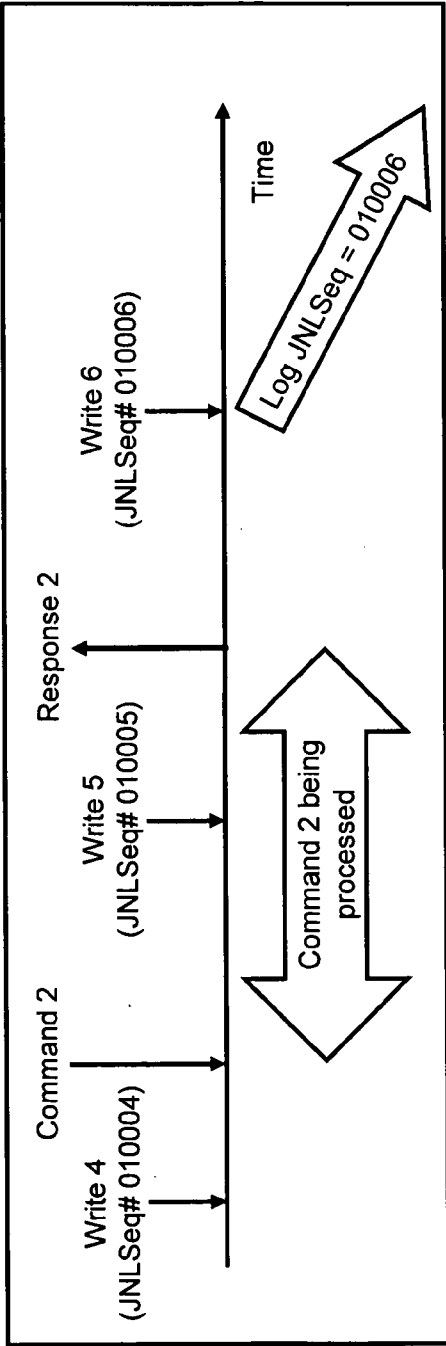 Write 4
(JNLSeq# 010004)
Command 2
Write 5
(JNLSeq# 010005)
Response 2
Write 6
(JNLSeq# 010006)
Time
Command 2 being
processed
Log JNLSeq = 010006